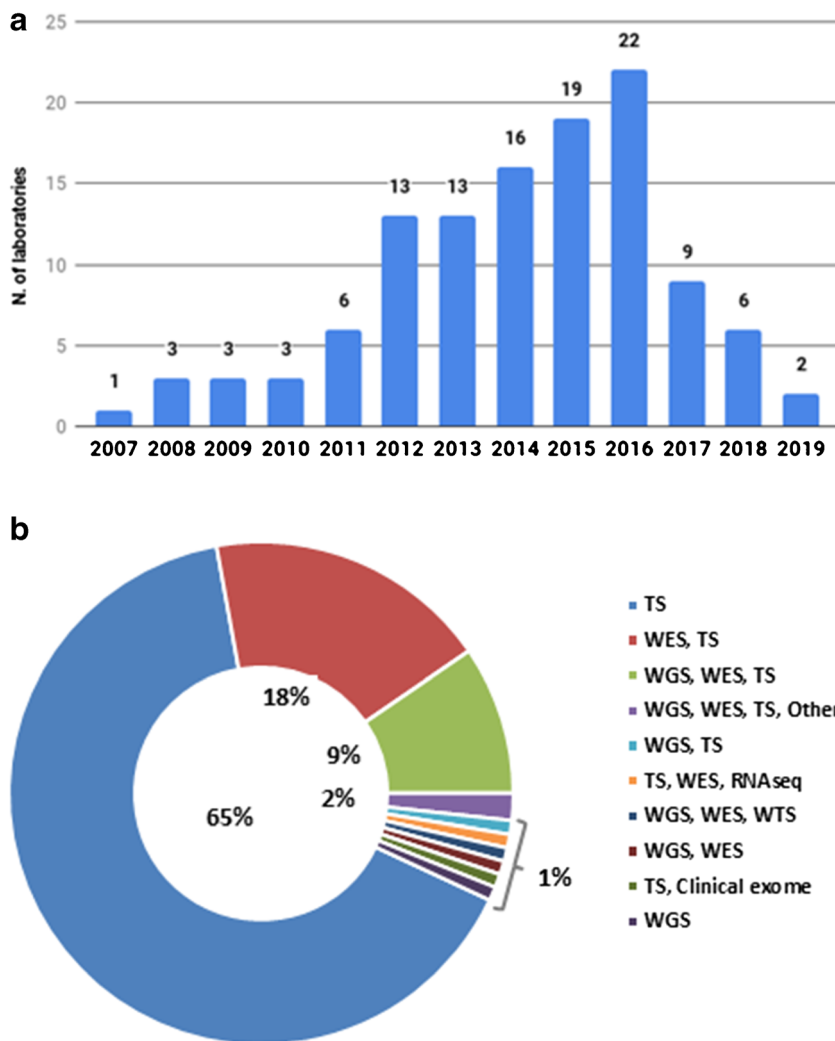 a
25
20
15
10
5
0
N. of laboratories
1
3
3
3
6
13
13
16
19
22
9
6
2
2007 2008 2009 2010 2011 2012 2013 2014 2015 2016 2017 2018 2019
b
18%
9%
2%
65%
1%
TS
WES, TS
WGS, WES, TS
WGS, WES, TS, Other
WGS, TS
TS, WES, RNAseq
WGS, WES, WTS
WGS, WES
TS, Clinical exome
WGS